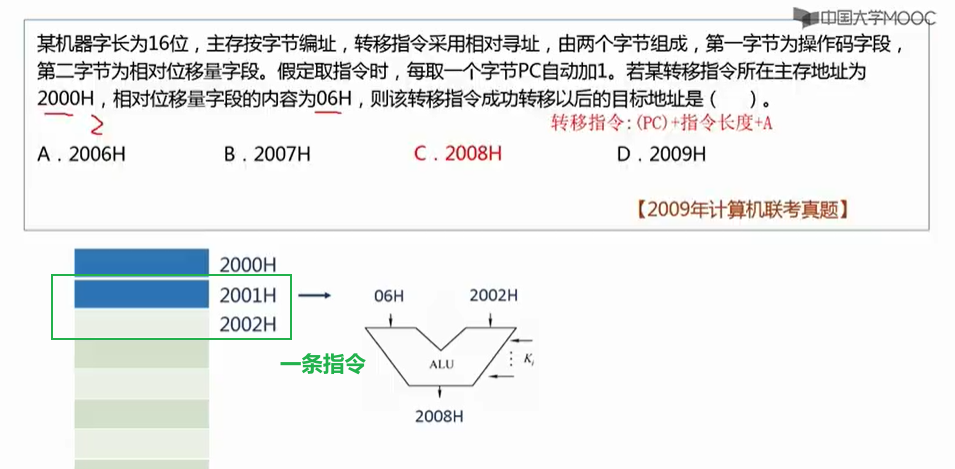 中国大学MOOC
某机器字长为16位，主存按字节编址，转移指令采用相对寻址，由两个字节组成，第一字节为操作码字段，
第二字节为相对位移量字段。假定取指令时，每取一个字节PC自动加1。若某转移指令所在主存地址为
2000H，相对位移量字段的内容为06H，则该转移指令成功转移以后的目标地址是（　　）。
2
转移指令:(PC)+指令长度+A
A．2006H B．2007H C．2008H D．2009H
【2009年计算机联考真题】
2000H
2001H
2002H
一条指令
06H 2002H
ALU
⋮ Ki
2008H